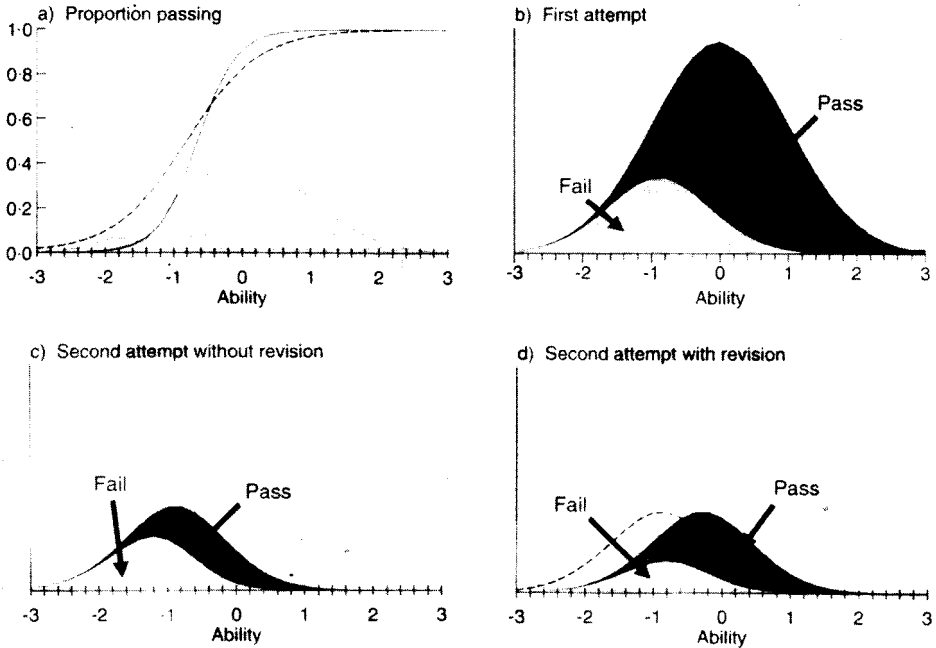 a) Proportion passing
1·0
0·8
0·6
0·4
0·2
0·0
-3 -2 -1 0 1 2 3
Ability
b) First attempt
Pass
Fail
-3 -2 -1 0 1 2 3
Ability
c) Second attempt without revision
Fail
Pass
-3 -2 -1 0 1 2 3
Ability
d) Second attempt with revision
Fail
Pass
-3 -2 -1 0 1 2 3
Ability